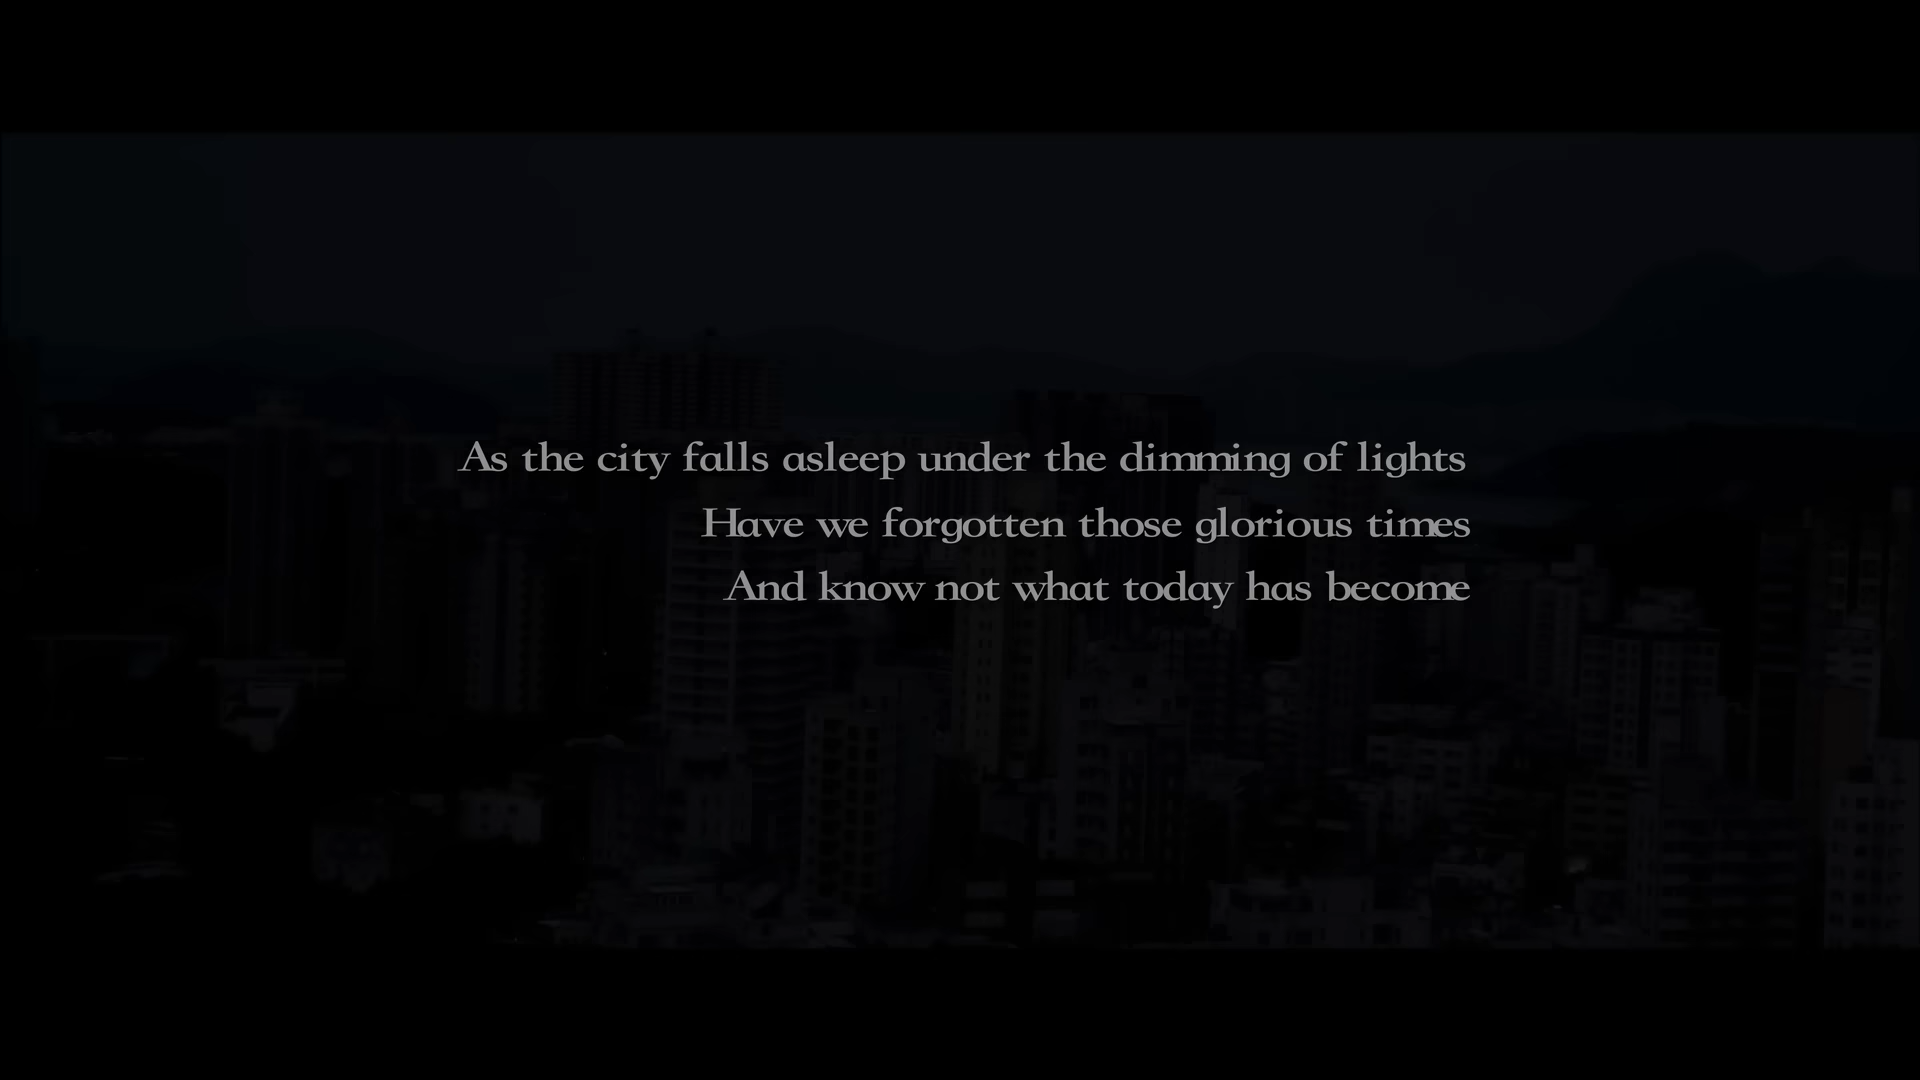 As the city falls asleep under the dimming of lights
Have we forgotten those glorious times
And know not what today has become